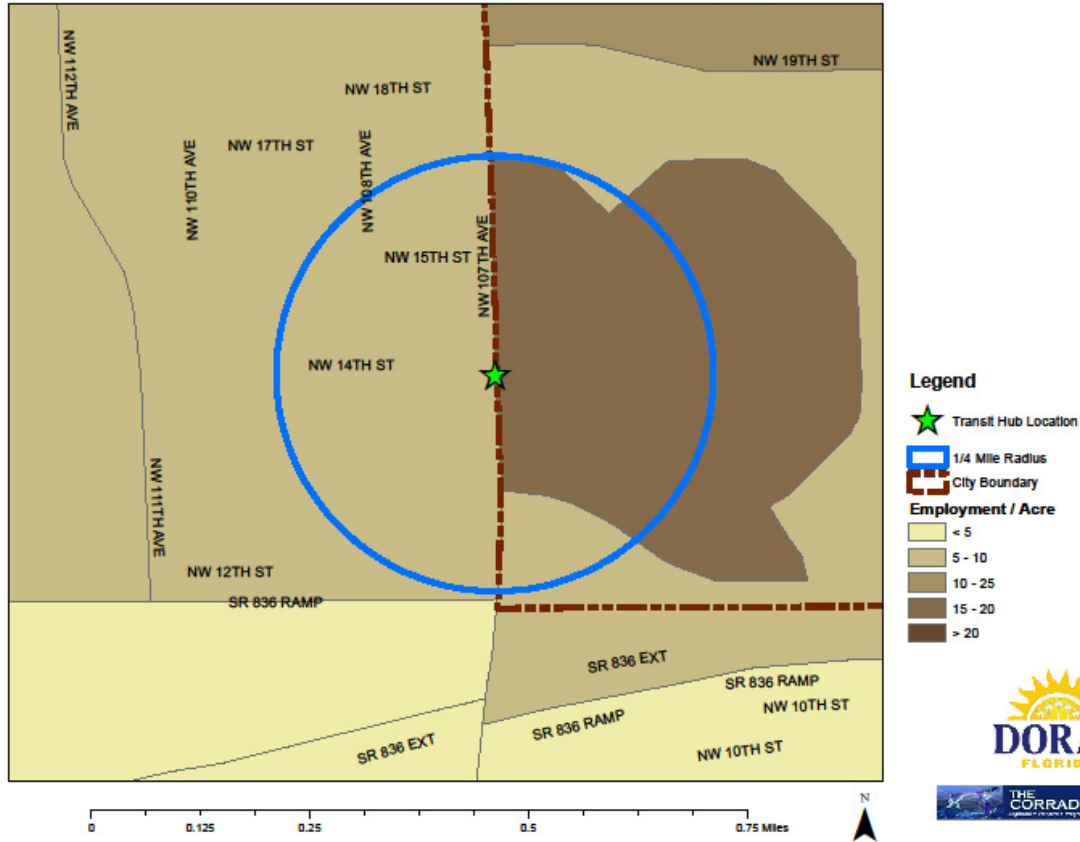 NW 112TH AVE
NW 19TH ST
NW 18TH ST
NW 17TH ST
NW 110TH AVE
NW 108TH AVE
NW 107TH AVE
NW 15TH ST
NW 14TH ST
NW 111TH AVE
NW 12TH ST
SR 836 RAMP
SR 836 EXT
SR 836 RAMP
NW 10TH ST
SR 836 RAMP
SR 836 EXT
NW 10TH ST
Legend
Transit Hub Location
1/4 Mile Radius
City Boundary
Employment / Acre
< 5
5 - 10
10 - 25
15 - 20
> 20
DORA
FLORID
THE
CORRAD
N
0 0.125 0.25 0.5 0.75 Miles